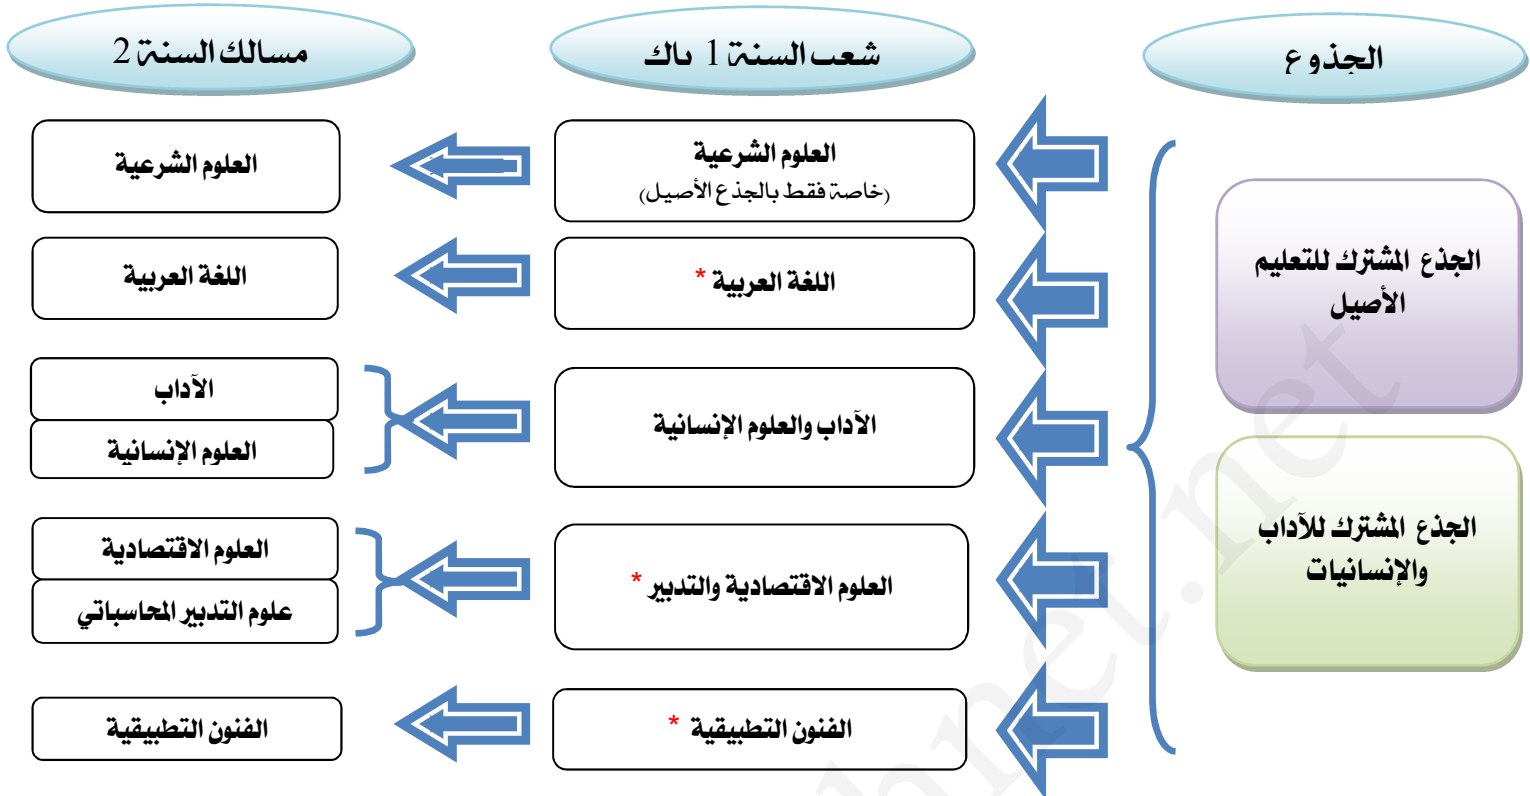 الجذوع
شعب السنة 1 باك
مسالك السنة 2
الجذع المشترك للتعليم
الأصيل
الجذع المشترك للآداب
والإنسانيات
العلوم الشرعية
(خاصة فقط بالجذع الأصيل)
العلوم الشرعية
اللغة العربية *
اللغة العربية
الآداب والعلوم الإنسانية
الآداب
العلوم الإنسانية
العلوم الاقتصادية والتدبير *
العلوم الاقتصادية
علوم التدبير المحاسباتي
الفنون التطبيقية *
الفنون التطبيقية
hnet.net